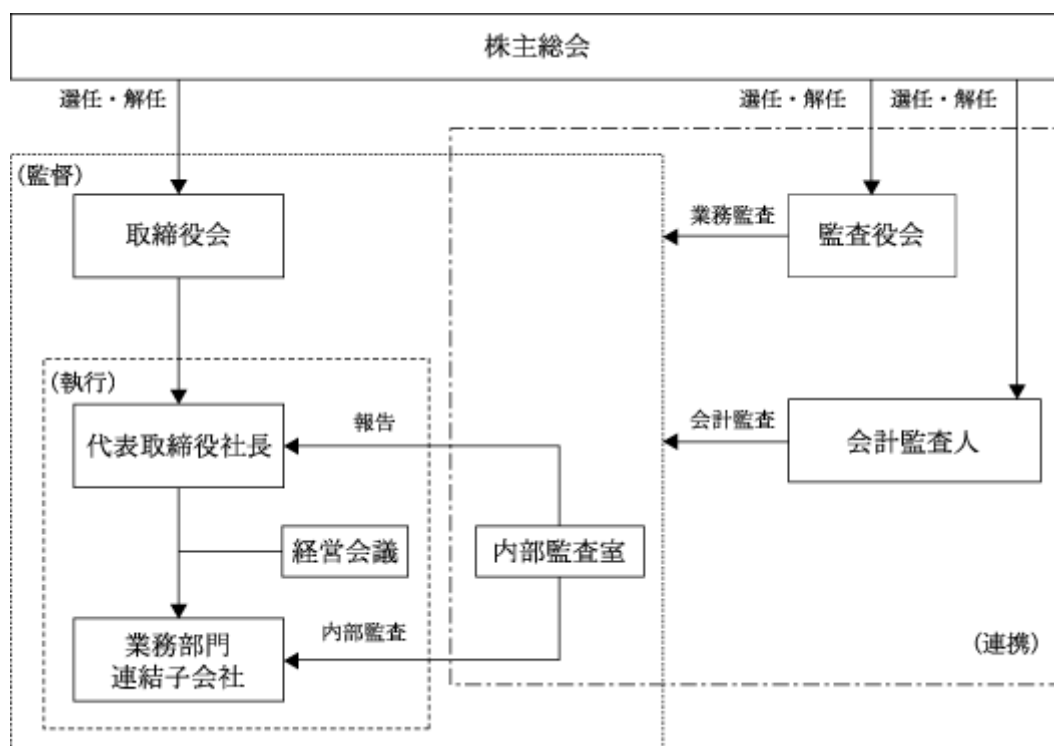 株主総会
選任・解任
選任・解任
選任・解任
(監督)
取締役会
業務監査
監査役会
(執行)
代表取締役社長
報告
会計監査
会計監査人
経営会議
内部監査室
業務部門
連結子会社
内部監査
(連携)